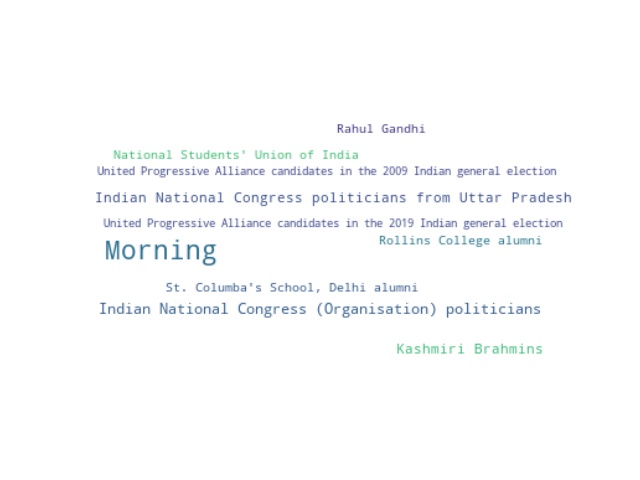 Rahul Gandhi
National Students' Union of India
United Progressive Alliance candidates in the 2009 Indian general election
Indian National Congress politicians from Uttar Pradesh
United Progressive Alliance candidates in the 2019 Indian general election
Rollins College alumni
Morning
St. Columba's School, Delhi alumni
Indian National Congress (Organisation) politicians
Kashmiri Brahmins